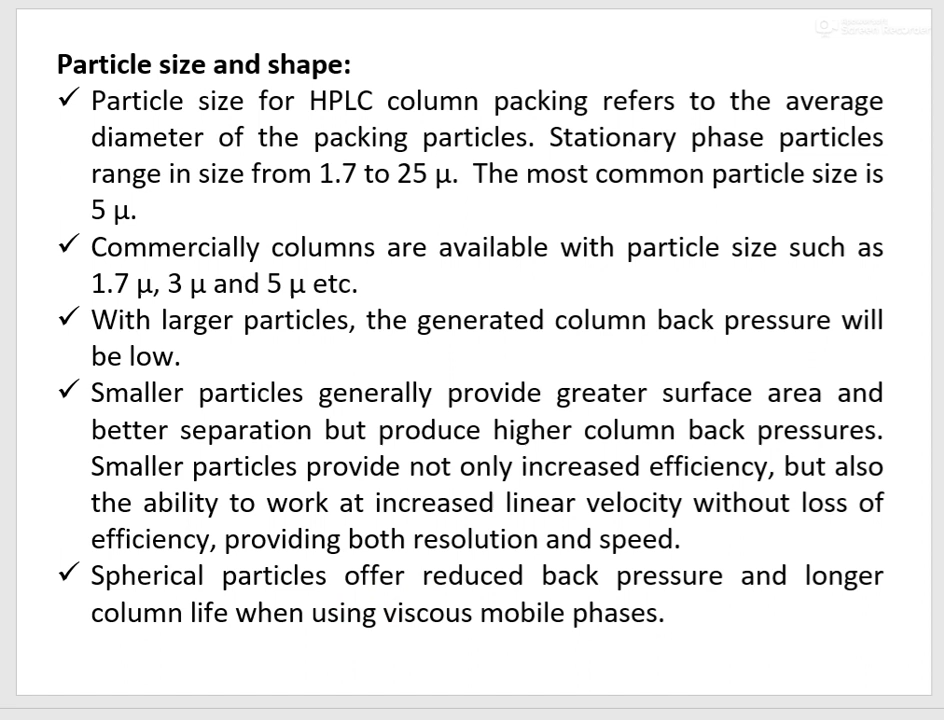 Screen Recorder
Particle size and shape:
✓ Particle size for HPLC column packing refers to the average
diameter of the packing particles. Stationary phase particles
range in size from 1.7 to 25 µ. The most common particle size is
5 µ.
✓ Commercially columns are available with particle size such as
1.7 µ, 3 µ and 5 µ etc.
✓ With larger particles, the generated column back pressure will
be low.
✓ Smaller particles generally provide greater surface area and
better separation but produce higher column back pressures.
Smaller particles provide not only increased efficiency, but also
the ability to work at increased linear velocity without loss of
efficiency, providing both resolution and speed.
✓ Spherical particles offer reduced back pressure and longer
column life when using viscous mobile phases.